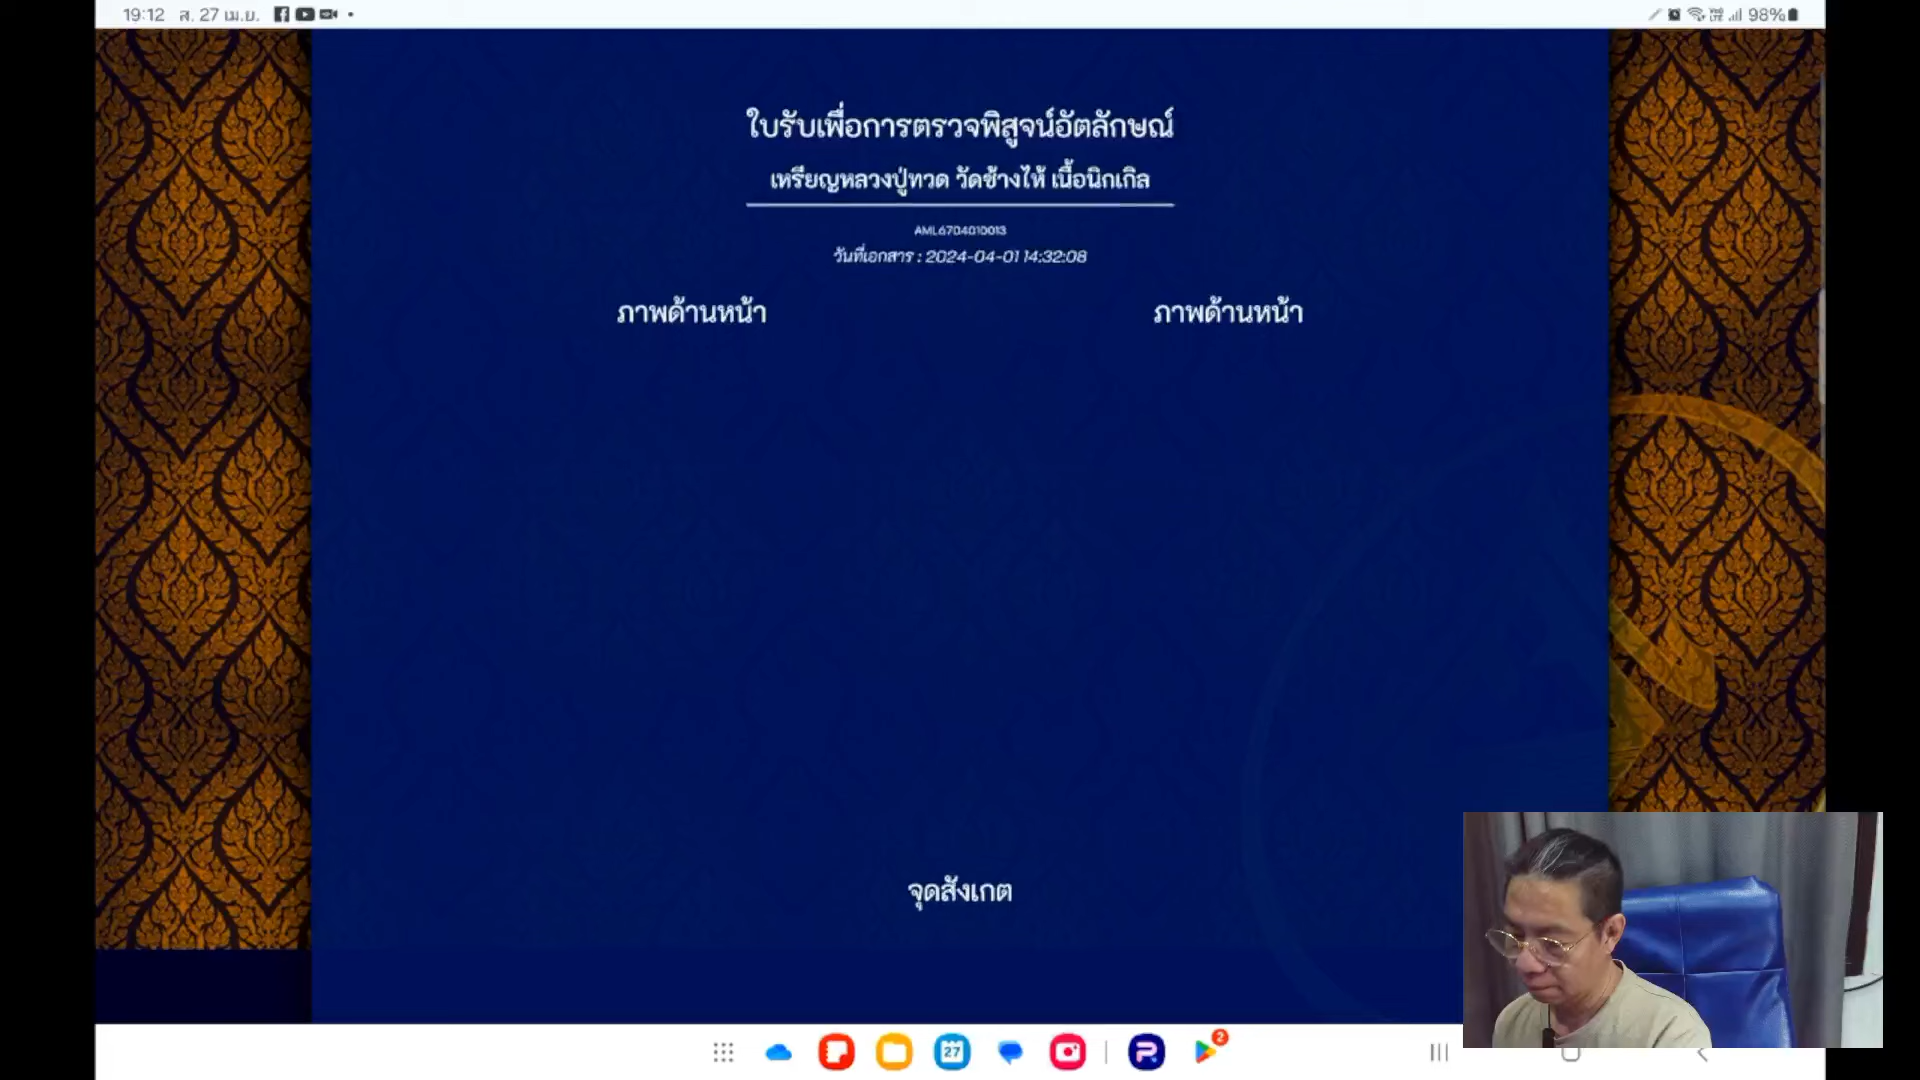 19:12 ส. 27 เม.ย.
98%
ใบรับเพื่อการตรวจพิสูจน์อัตลักษณ์
เหรียญหลวงปู่ทวด วัดช้างไห้ เนื้อนิกเกิล
AML6704010013
วันที่เอกสาร : 2024-04-01 14:32:08
ภาพด้านหน้า
ภาพด้านหน้า
จุดสังเกต
27
2